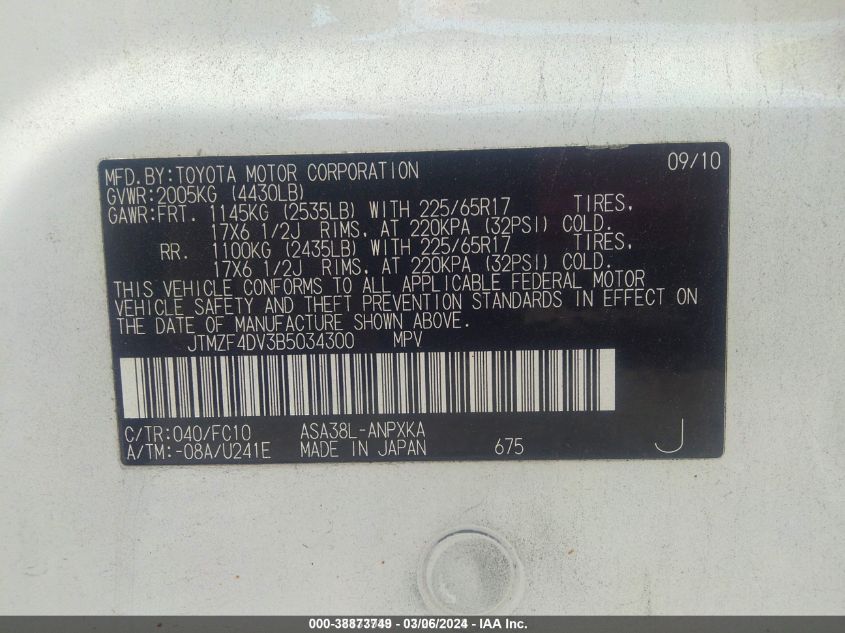 MFD.BY:TOYOTA MOTOR CORPORATION 09/10
GVWR:2005KG (4430LB)
GAWR:FRT. 1145KG (2535LB) WITH 225/65R17 TIRES,
17X6 1/2J RIMS, AT 220KPA (32PSI) COLD.
RR. 1100KG (2435LB) WITH 225/65R17 TIRES,
17X6 1/2J RIMS, AT 220KPA (32PSI) COLD.
THIS VEHICLE CONFORMS TO ALL APPLICABLE FEDERAL MOTOR
VEHICLE SAFETY AND THEFT PREVENTION STANDARDS IN EFFECT ON
THE DATE OF MANUFACTURE SHOWN ABOVE.
JTMZF4DV3B5034300 MPV
C/TR:040/FC10 ASA38L-ANPXKA
A/TM:-08A/U241E MADE IN JAPAN 675 J
000-38873749 - 03/06/2024 - IAA Inc.